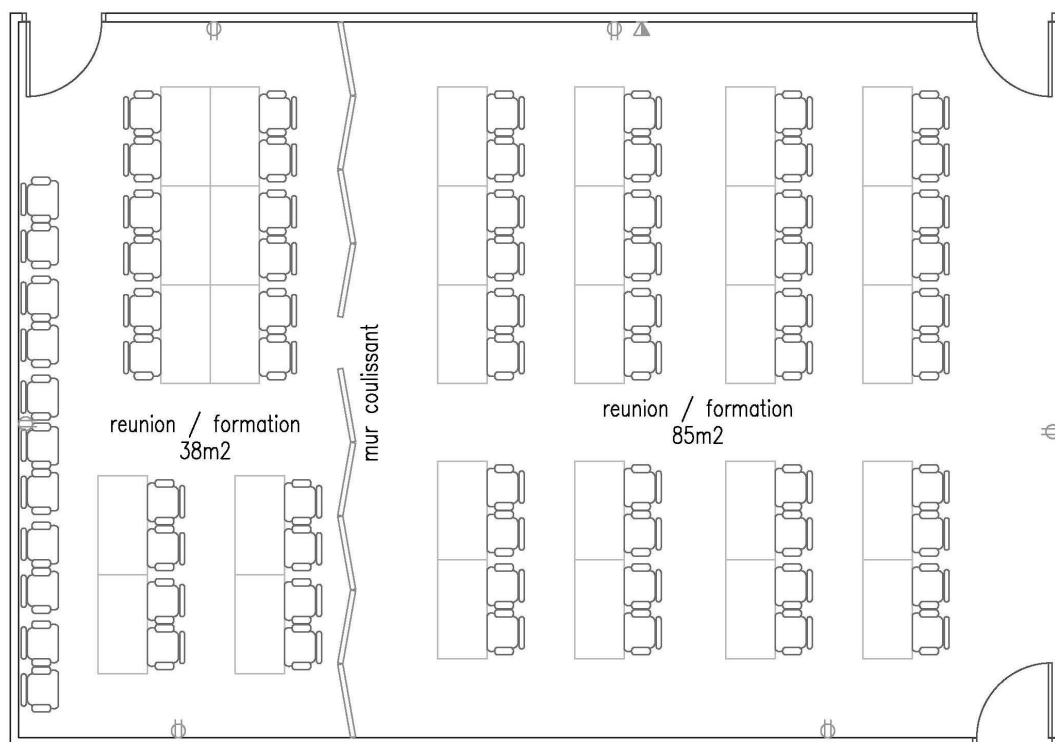 reunion / formation
38m2
mur coulissant
reunion / formation
85m2